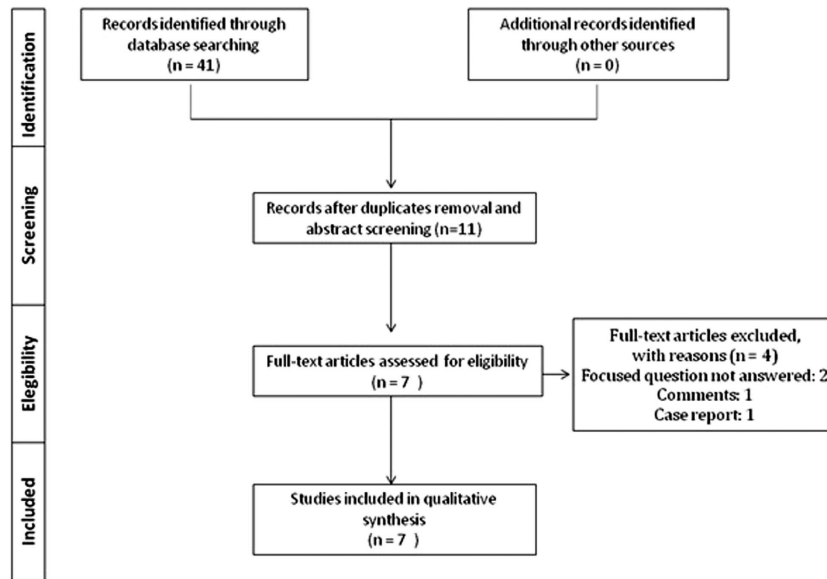 Identification
Records identified through
database searching
(n = 41)
Additional records identified
through other sources
(n = 0)
Screening
Records after duplicates removal and
abstract screening (n=11)
Elegibility
Full-text articles assessed for eligibility
(n = 7 )
Full-text articles excluded,
with reasons (n = 4)
Focused question not answered: 2
Comments: 1
Case report: 1
Included
Studies included in qualitative
synthesis
(n = 7 )